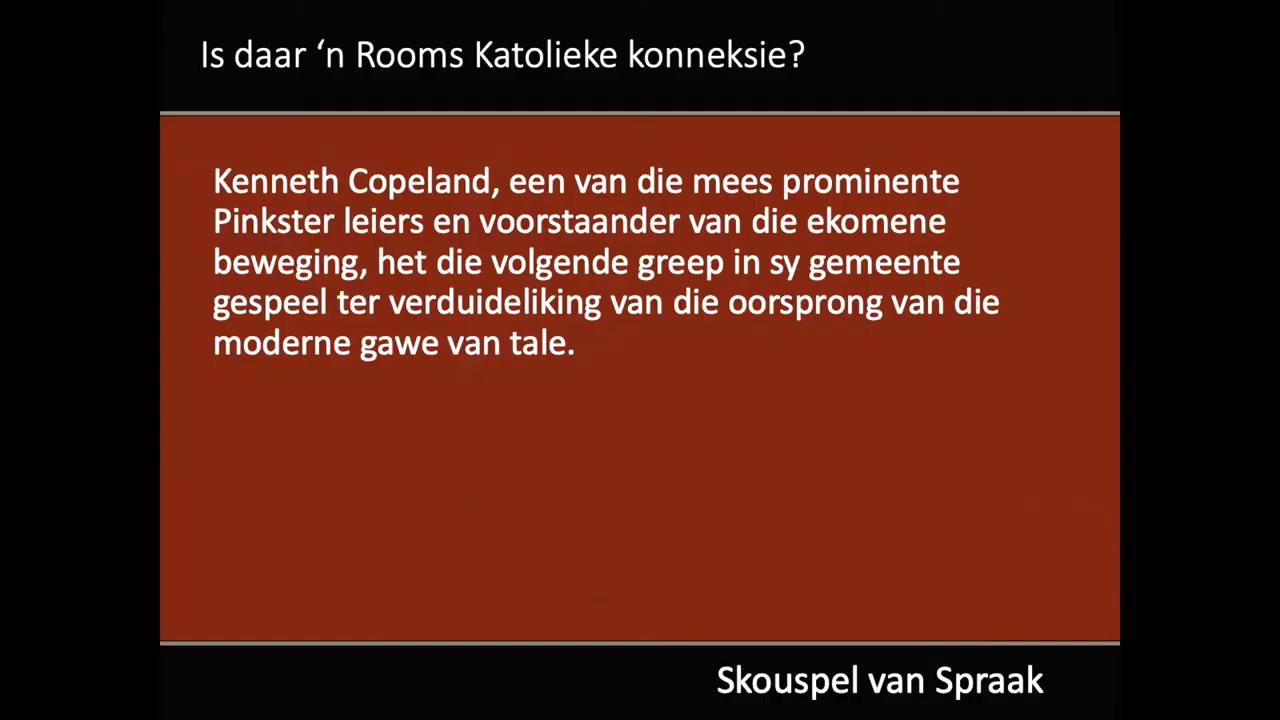 Is daar ‘n Rooms Katolieke konneksie?
Kenneth Copeland, een van die mees prominente
Pinkster leiers en voorstaander van die ekomene
beweging, het die volgende greep in sy gemeente
gespeel ter verduideliking van die oorsprong van die
moderne gawe van tale.
Skouspel van Spraak